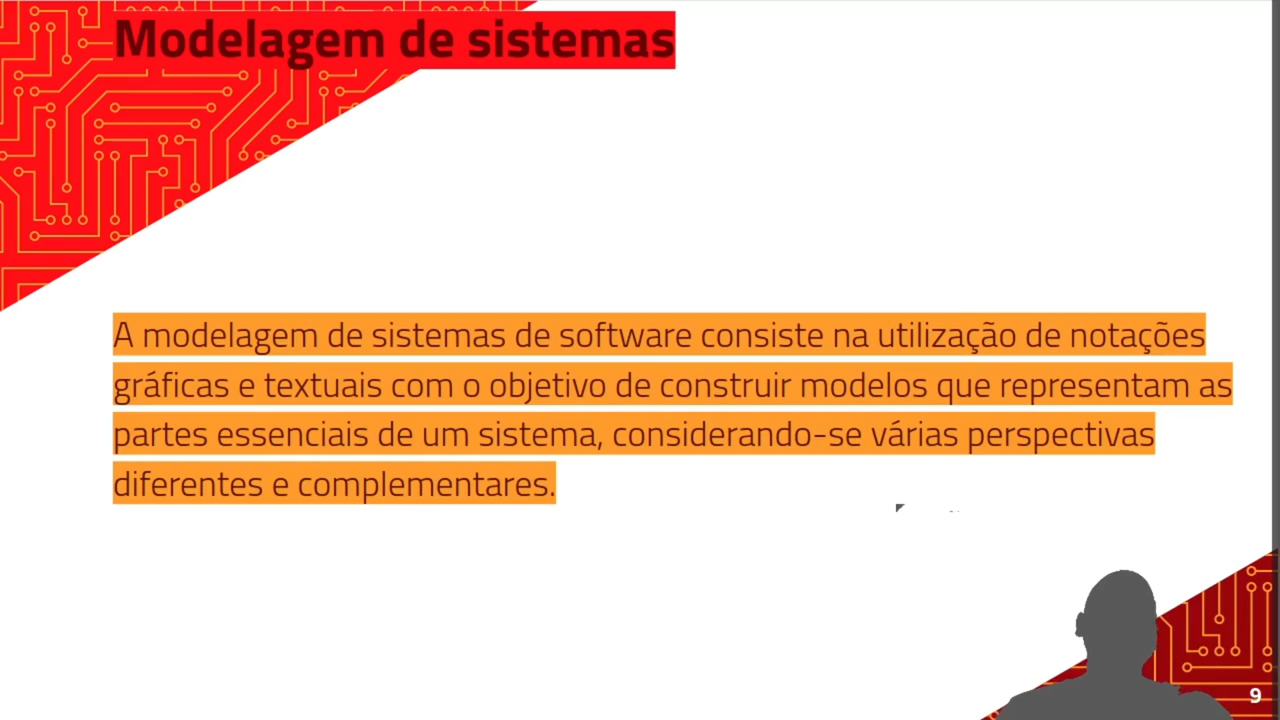 Modelagem de sistemas
A modelagem de sistemas de software consiste na utilização de notações
gráficas e textuais com o objetivo de construir modelos que representam as
partes essenciais de um sistema, considerando-se várias perspectivas
diferentes e complementares.
9